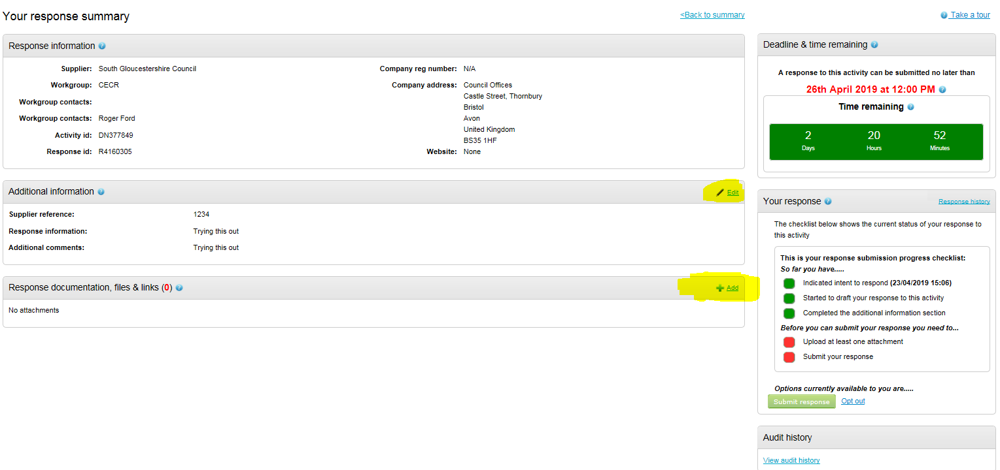 Your response summary
<Back to summary
Take a tour
Response information
Supplier: South Gloucestershire Council
Workgroup: CECR
Workgroup contacts:
Workgroup contacts: Roger Ford
Activity id: DN377849
Response id: R4160305
Company reg number: N/A
Company address: Council Offices
Castle Street, Thornbury
Bristol
Avon
United Kingdom
BS35 1HF
Website: None
Additional information
Edit
Supplier reference: 1234
Response information: Trying this out
Additional comments: Trying this out
Response documentation, files & links (0)
Add
No attachments
Deadline & time remaining
A response to this activity can be submitted no later than
26th April 2019 at 12:00 PM
Time remaining
2 20 52
Days Hours Minutes
Your response
Response history
The checklist below shows the current status of your response to
this activity
This is your response submission progress checklist:
So far you have.....
Indicated intent to respond (23/04/2019 15:06)
Started to draft your response to this activity
Completed the additional information section
Before you can submit your response you need to...
Upload at least one attachment
Submit your response
Options currently available to you are.....
Submit response Opt out
Audit history
View audit history